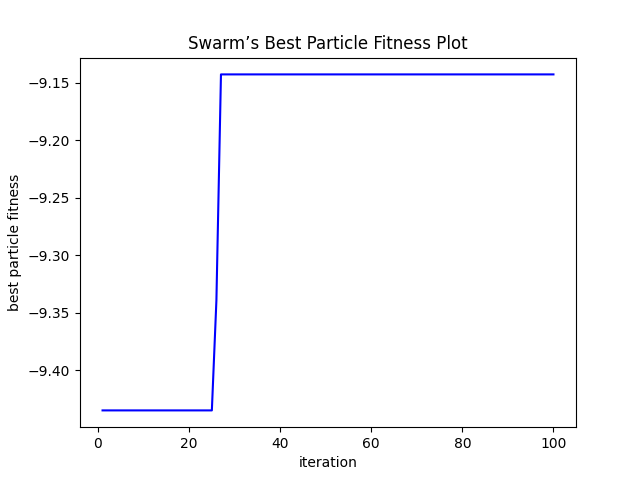 Swarm’s Best Particle Fitness Plot
−9.15
−9.20
−9.25
−9.30
−9.35
−9.40
best particle fitness
0 20 40 60 80 100
iteration